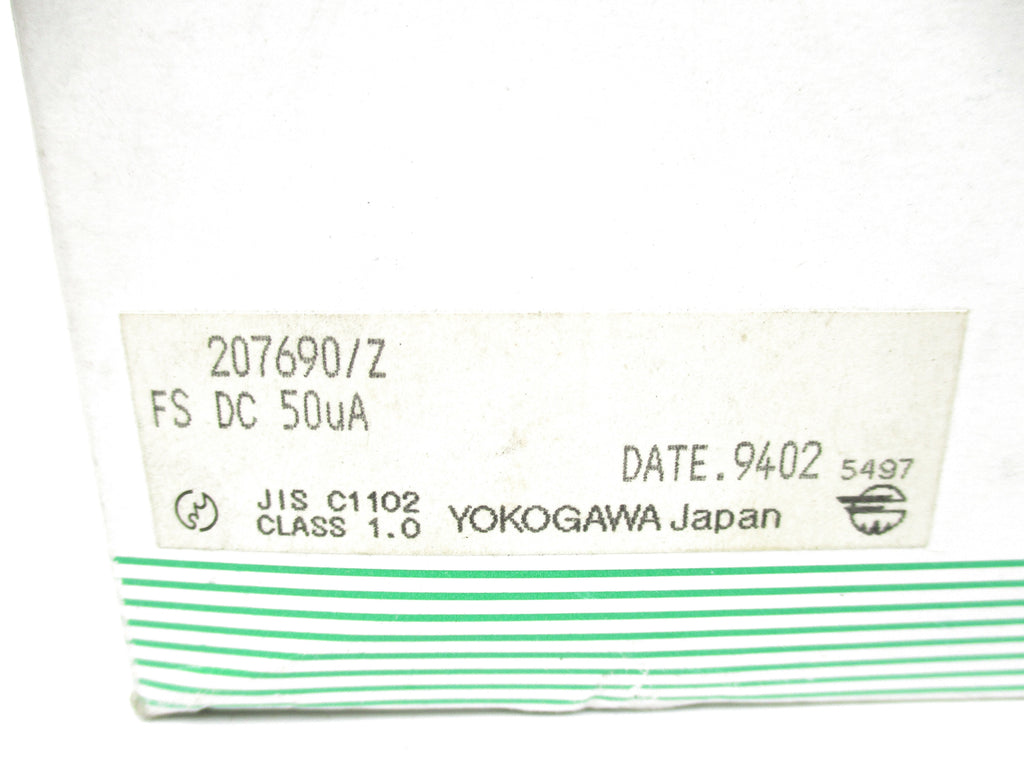 207690/Z
FS DC 50uA
DATE.9402 5497
JIS C1102
CLASS 1.0
YOKOGAWA Japan